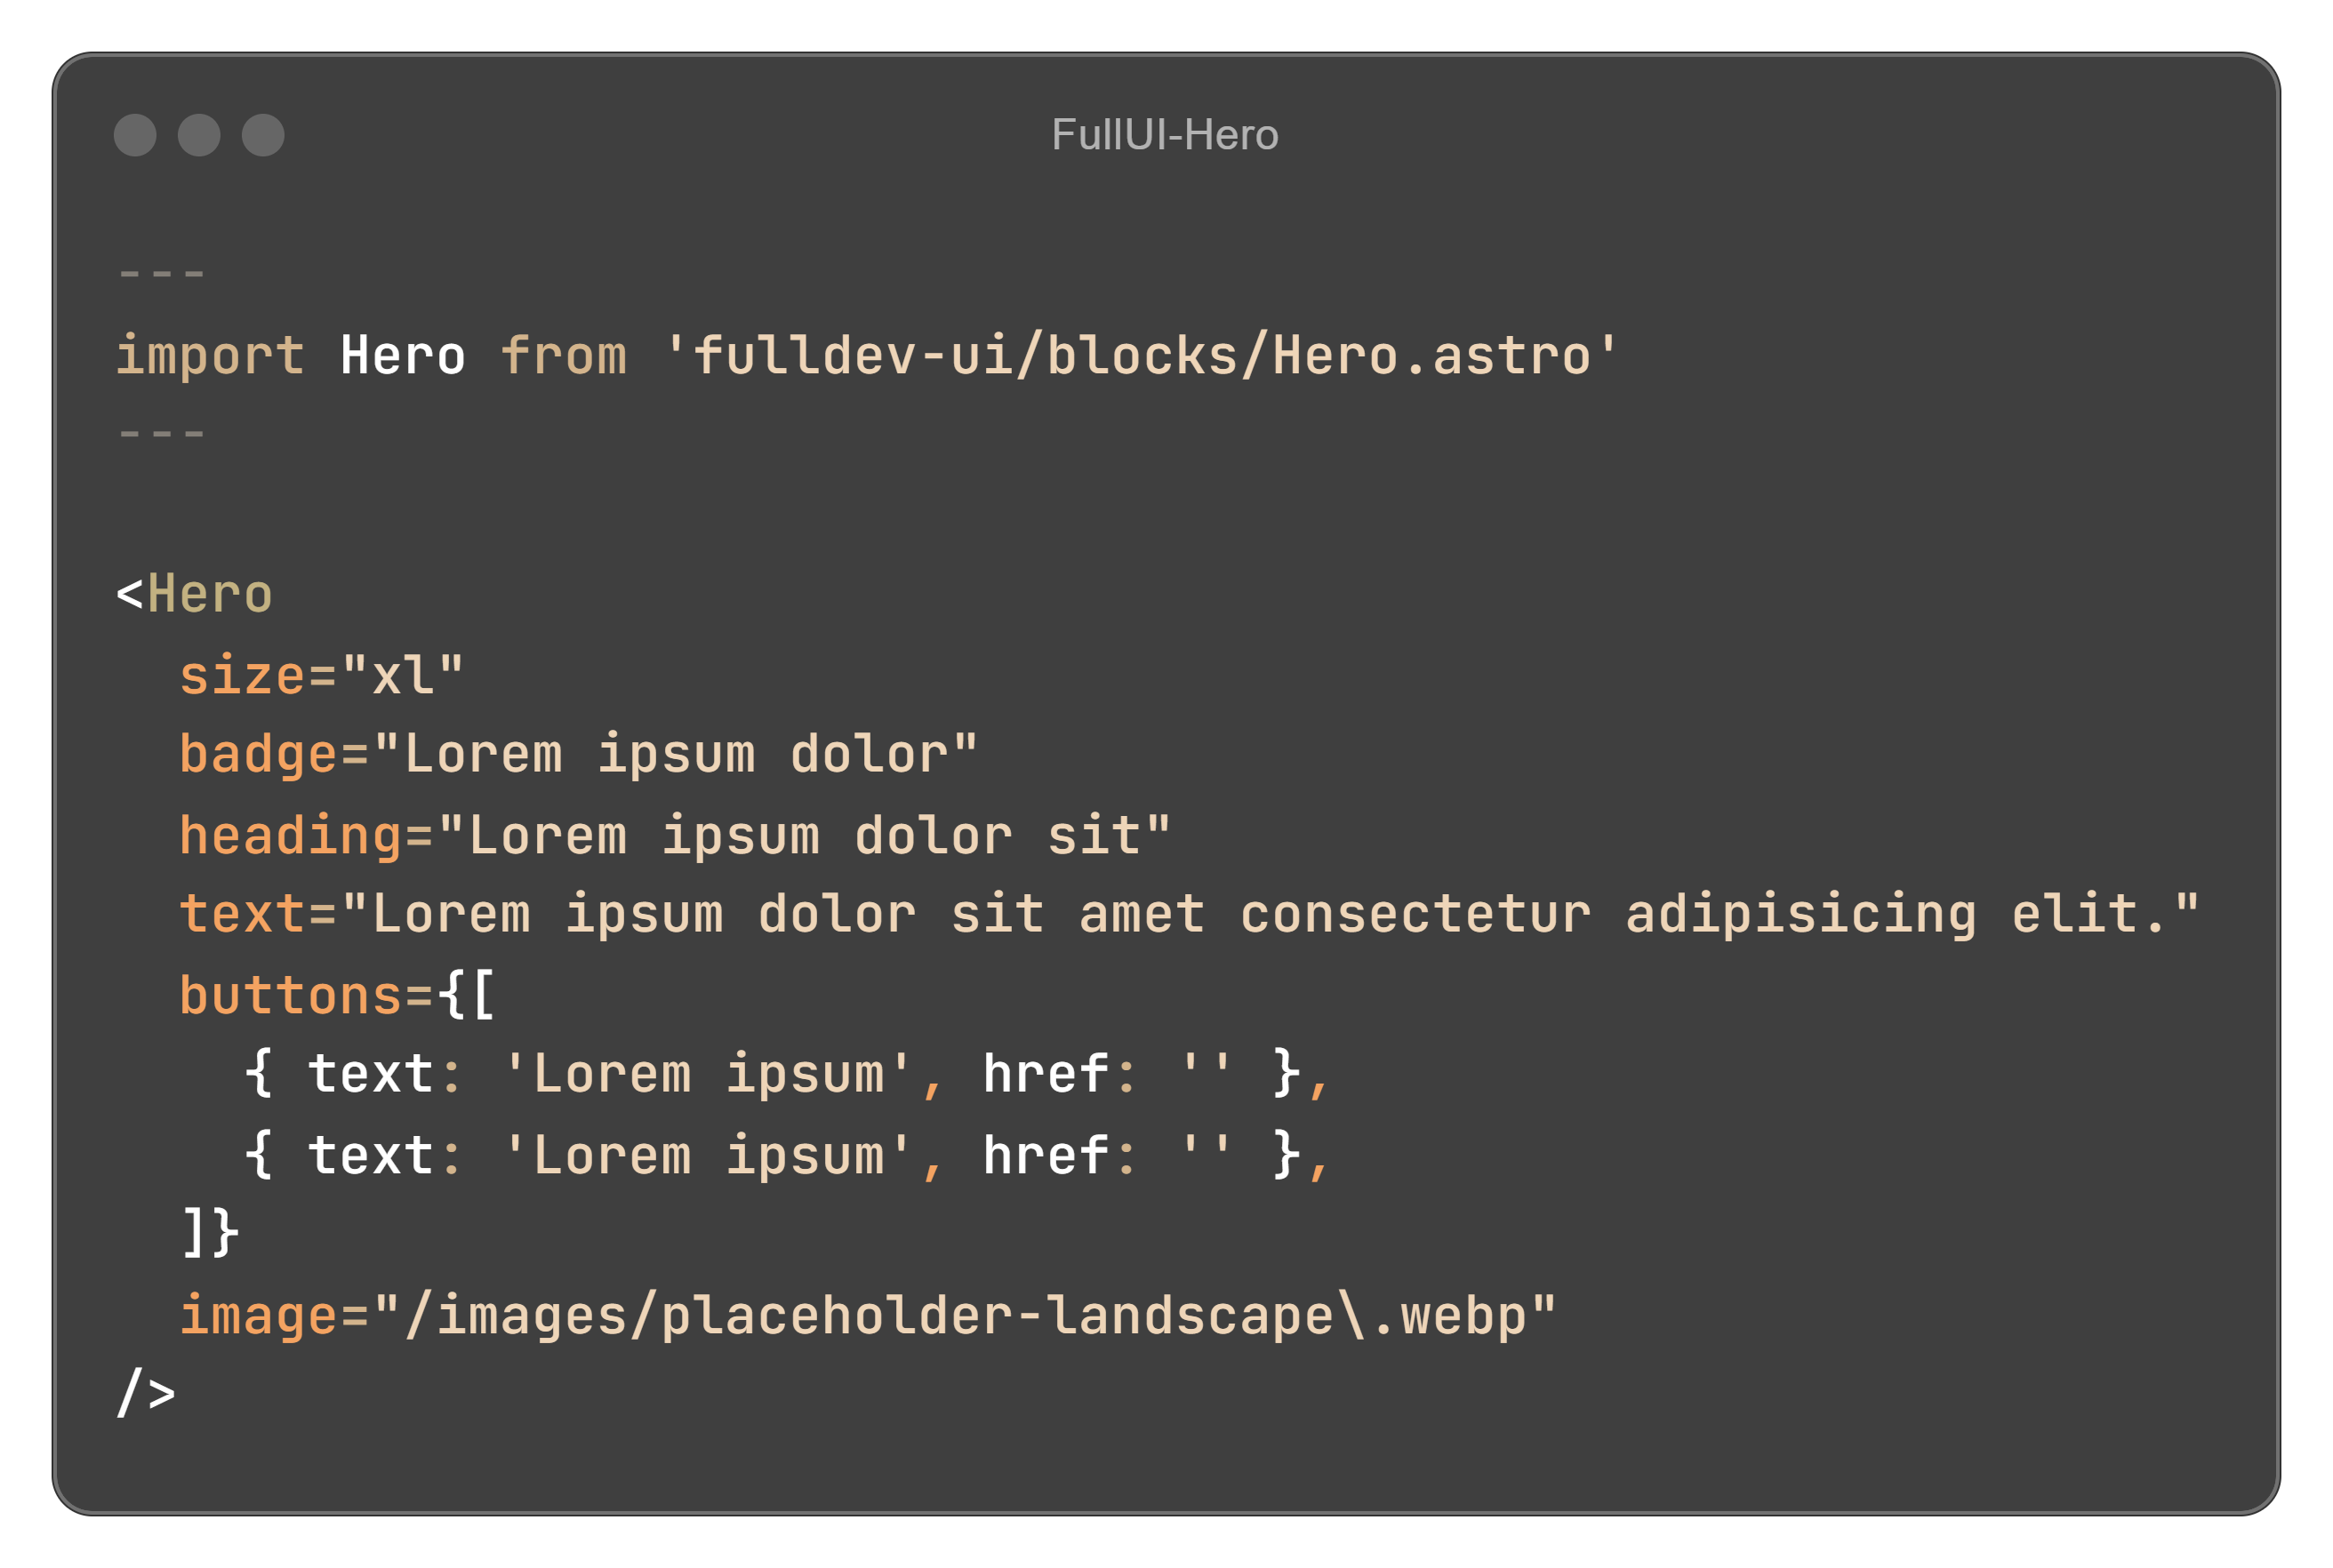 FullUI-Hero
---
import Hero from 'fulldev-ui/blocks/Hero.astro'
---
<Hero
  size="xl"
  badge="Lorem ipsum dolor"
  heading="Lorem ipsum dolor sit"
  text="Lorem ipsum dolor sit amet consectetur adipisicing elit."
  buttons={[
    { text: 'Lorem ipsum', href: '' },
    { text: 'Lorem ipsum', href: '' },
  ]}
  image="/images/placeholder-landscape\.webp"
/>